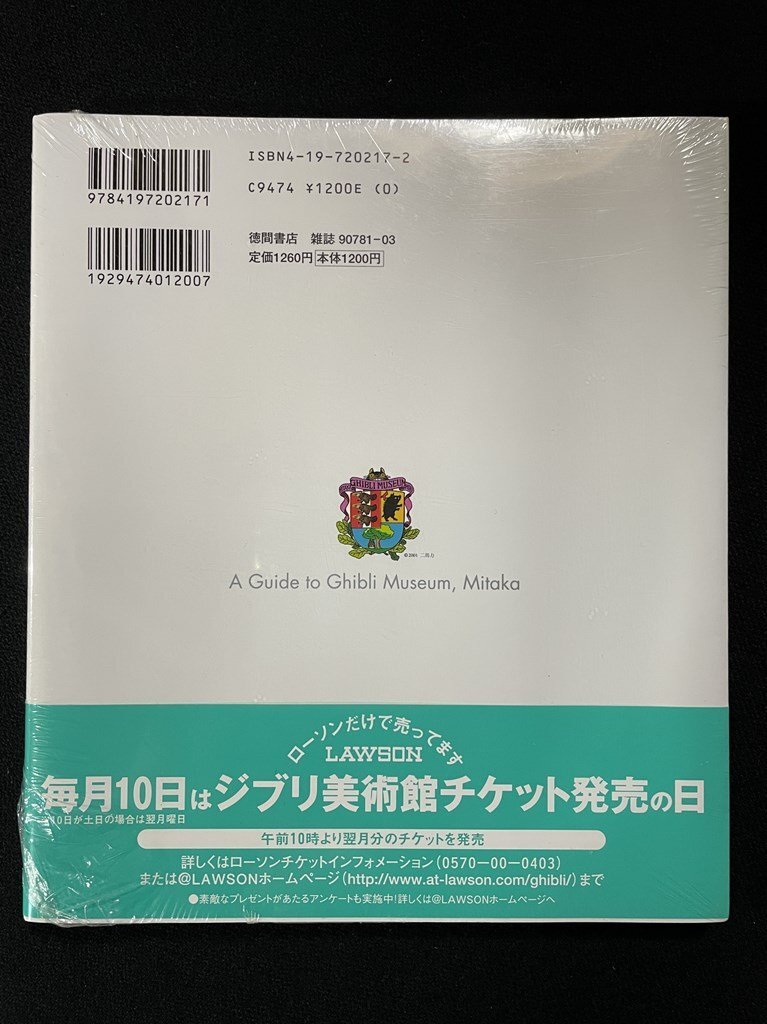 ISBN4-19-720217-2
C9474 ¥1200E (0)
9784197202171
徳間書店 雑誌 90781-03
定価1260円 本体1200円
1929474012007
GHIBLI MUSEUM
©2001 二馬力
A Guide to Ghibli Museum, Mitaka
ローソンだけで売ってます
LAWSON
毎月10日はジブリ美術館チケット発売の日
10日が土日の場合は翌月曜日
午前10時より翌月分のチケットを発売
詳しくはローソンチケットインフォメーション(0570-00-0403)
または@LAWSONホームページ(http://www.at-lawson.com/ghibli/)まで
●素敵なプレゼントがあたるアンケートも実施中!詳しくは@LAWSONホームページへ